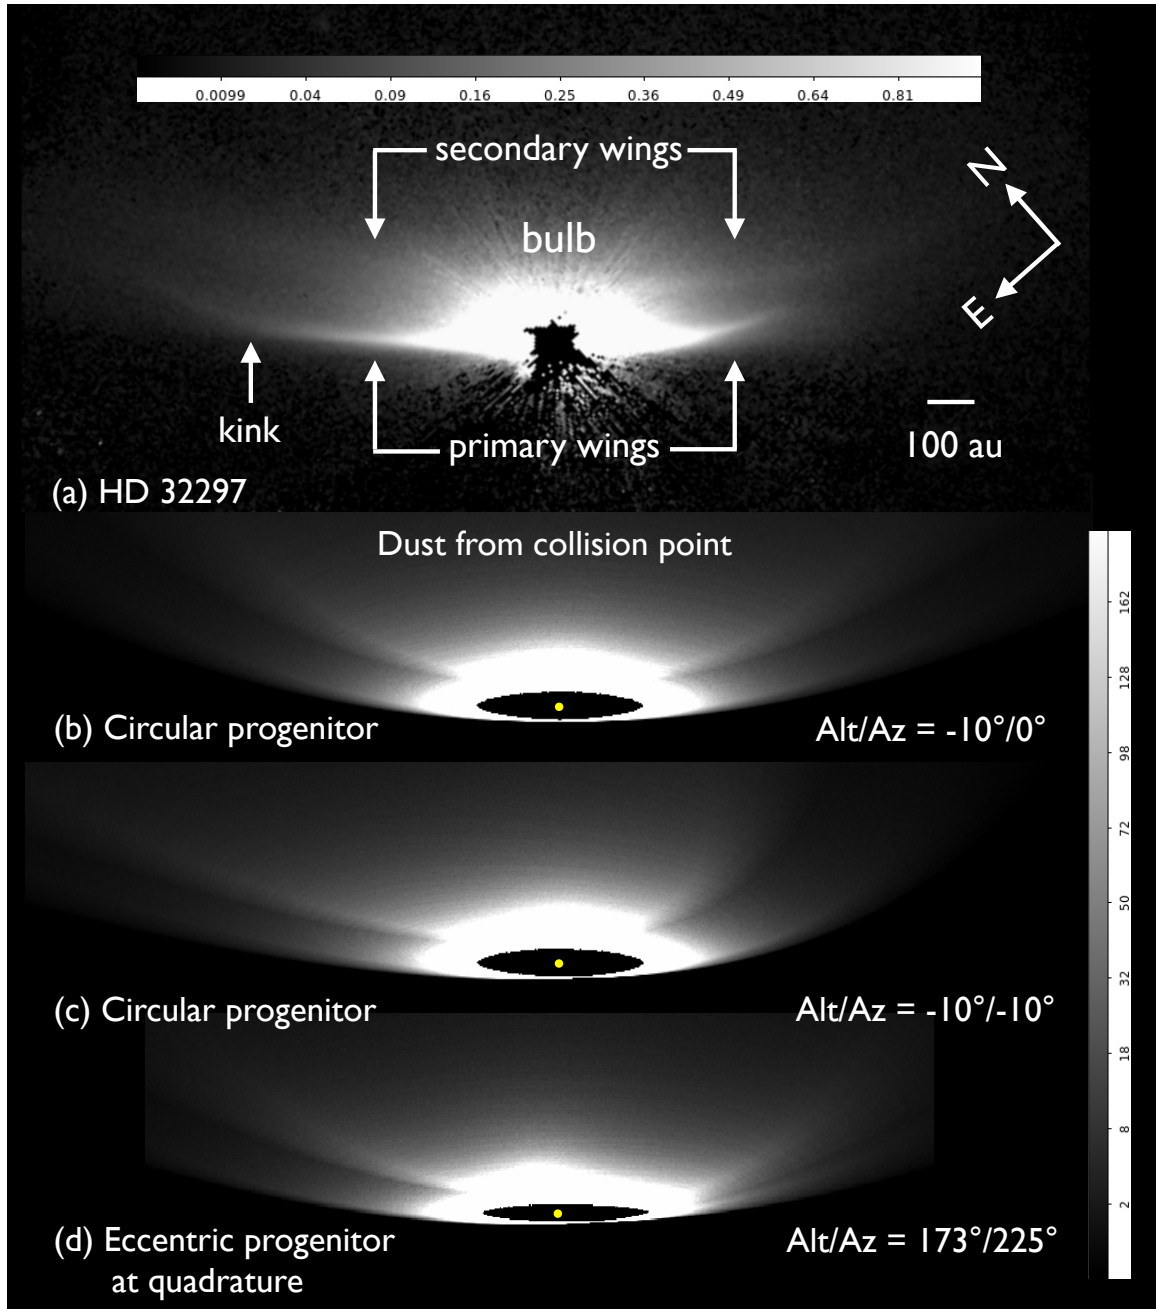 0.0099 0.04 0.09 0.16 0.25 0.36 0.49 0.64 0.81
secondary wings
bulb
N
E
kink
primary wings
100 au
(a) HD 32297
Dust from collision point
(b) Circular progenitor
Alt/Az = -10°/0°
(c) Circular progenitor
Alt/Az = -10°/-10°
(d) Eccentric progenitor
at quadrature
Alt/Az = 173°/225°
162
128
98
72
50
32
18
8
2